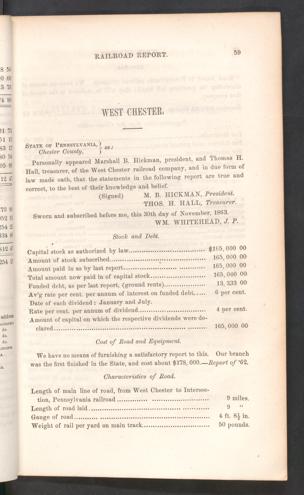 RAILROAD REPORT. 59
WEST CHESTER.
STATE OF PENNSYLVANIA, } ss:
Chester County,
Personally appeared Marshall B. Hickman, president, and Thomas H.
Hall, treasurer, of the West Chester railroad company, and in due form of
law made oath, that the statements in the following report are true and
correct, to the best of their knowledge and belief.
(Signed) M. B. HICKMAN, President.
THOS. H. HALL, Treasurer.
Sworn and subscribed before me, this 30th day of November, 1863.
WM. WHITEHEAD, J. P.
Stock and Debt.
Capital stock as authorized by law $165,000 00
Amount of stock subscribed 165,000 00
Amount paid in as by last report 165,000 00
Total amount now paid in of capital stock 165,000 00
Funded debt, as per last report, (ground rents) 13,333 00
Av'g rate per cent. per annum of interest on funded debt 6 per cent.
Date of each dividend: January and July.
Rate per cent. per annum of dividend 4 per cent.
Amount of capital on which the respective dividends were de-
clared 165,000 00
Cost of Road and Equipment.
We have no means of furnishing a satisfactory report to this. Our branch
was the first finished in the State, and cost about $178,000.—Report of '62.
Characteristics of Road.
Length of main line of road, from West Chester to Intersec-
tion, Pennsylvania railroad 9 miles.
Length of road laid 9 "
Gauge of road 4 ft. 8½ in.
Weight of rail per yard on main track 50 pounds.